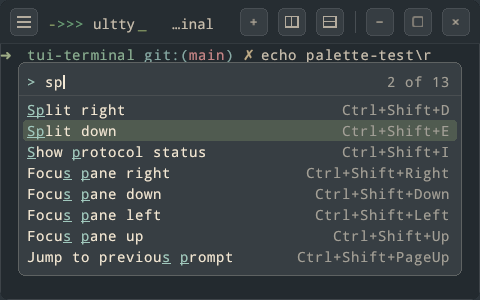 ->>> ultty_ …inal
→ tui-terminal git:(main) ✗ echo palette-test\r
> sp 2 of 13
Split right Ctrl+Shift+D
Split down Ctrl+Shift+E
Show protocol status Ctrl+Shift+I
Focus pane right Ctrl+Shift+Right
Focus pane down Ctrl+Shift+Down
Focus pane left Ctrl+Shift+Left
Focus pane up Ctrl+Shift+Up
Jump to previous prompt Ctrl+Shift+PageUp